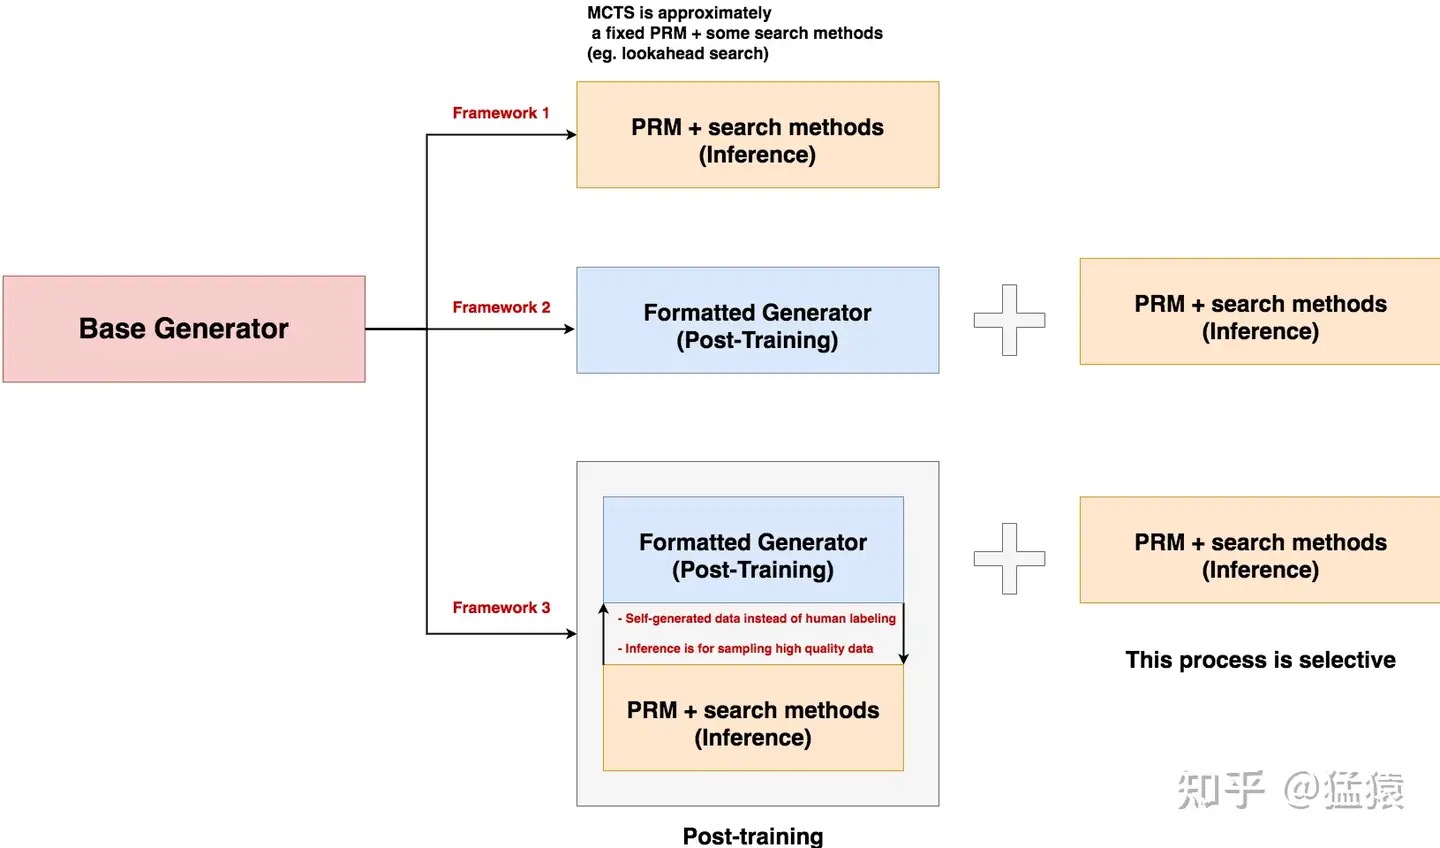 MCTS is approximately
a fixed PRM + some search methods
(eg. lookahead search)
Framework 1
PRM + search methods
(Inference)
Base Generator
Framework 2
Formatted Generator
(Post-Training)
PRM + search methods
(Inference)
Framework 3
Formatted Generator
(Post-Training)
- Self-generated data instead of human labeling
- Inference is for sampling high quality data
PRM + search methods
(Inference)
Post-training
PRM + search methods
(Inference)
This process is selective
知乎 @猛猿